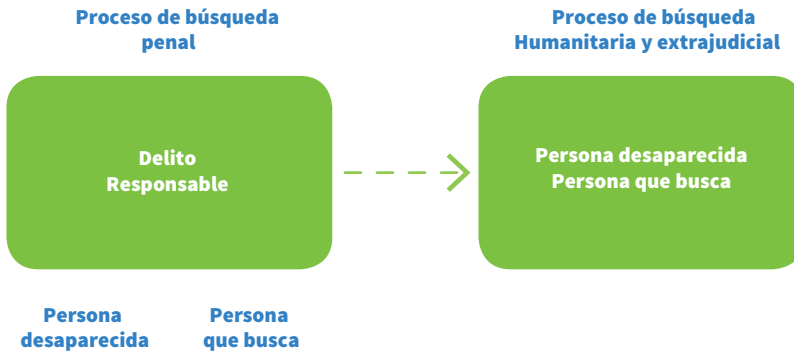 Proceso de búsqueda
penal
Proceso de búsqueda
Humanitaria y extrajudicial
Delito
Responsable
Persona desaparecida
Persona que busca
Persona
desaparecida
Persona
que busca